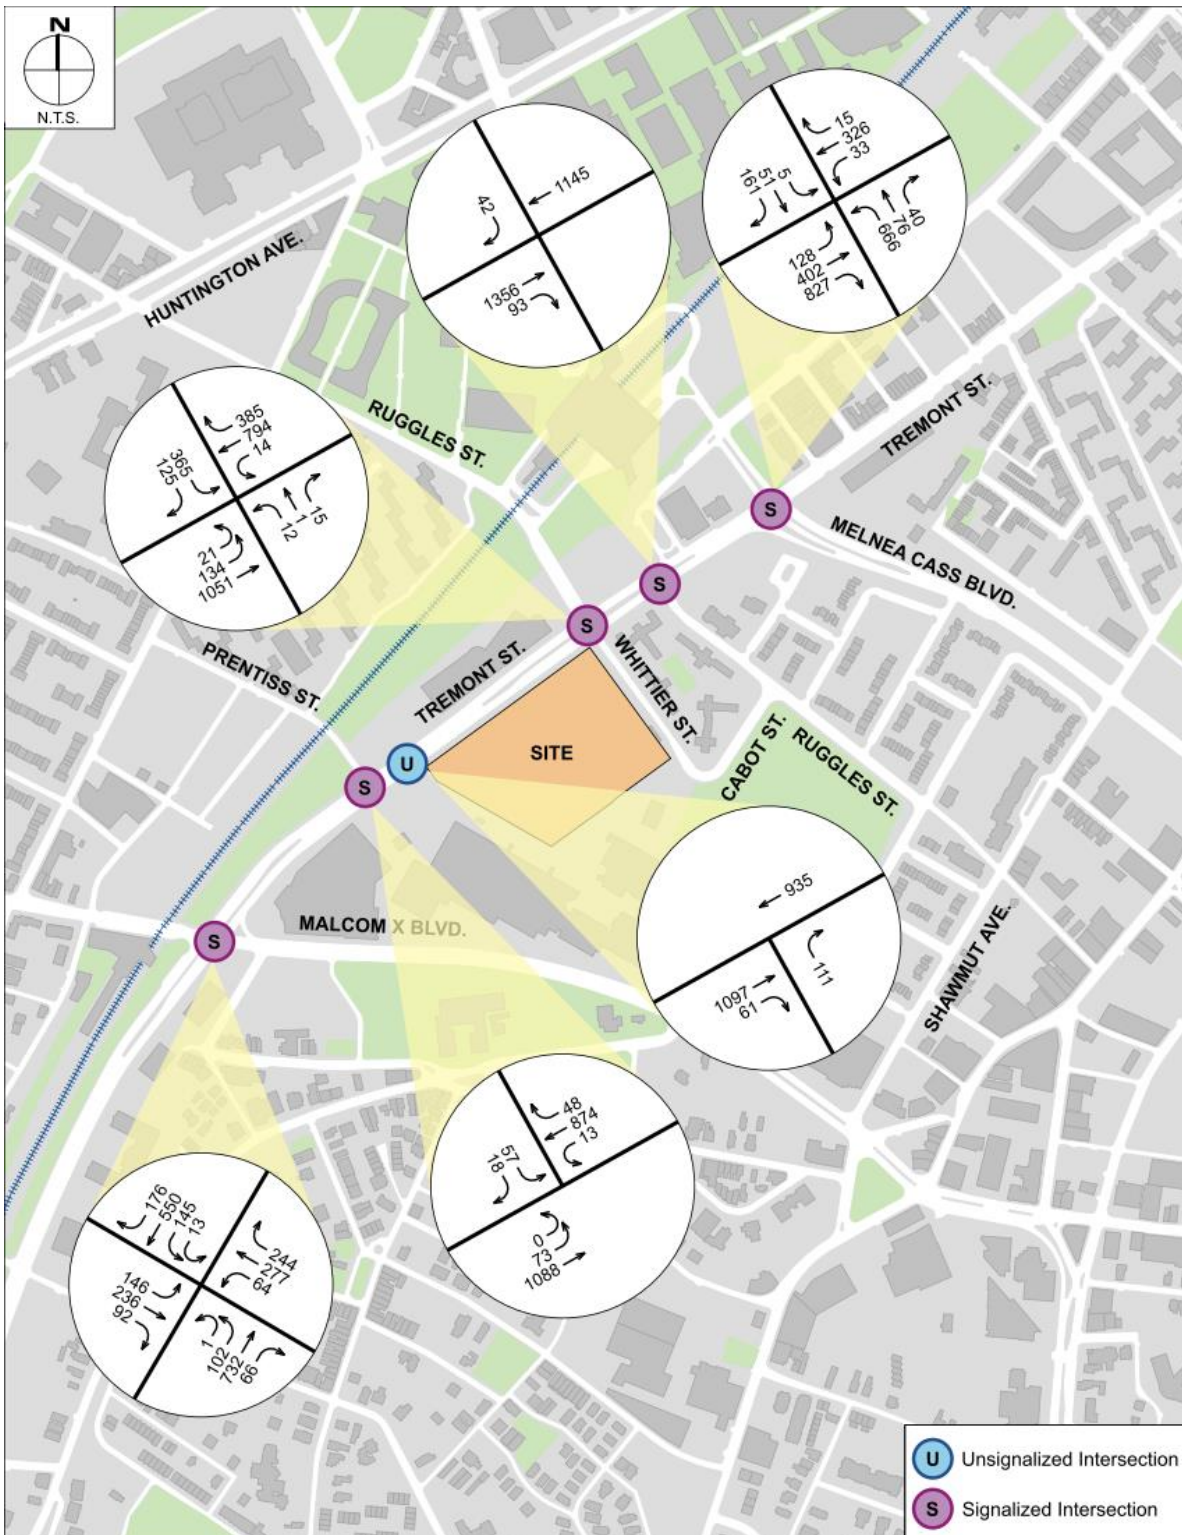 N
N.T.S.
15
326
33
161
51
5
40
76
666
128
402
827
42
1145
1356
93
HUNTINGTON AVE.
385
794
14
365
125
15
1
12
21
134
1051
RUGGLES ST.
TREMONT ST.
S
MELNEA CASS BLVD.
S
S
PRENTISS ST.
TREMONT ST.
WHITTIER ST.
SITE
U
S
CABOT ST.
RUGGLES ST.
935
1097
61
111
MALCOM X BLVD.
S
SHAWMUT AVE.
48
874
13
57
18
0
73
1088
176
550
145
13
244
277
64
146
236
92
1
102
732
66
U Unsignalized Intersection
S Signalized Intersection